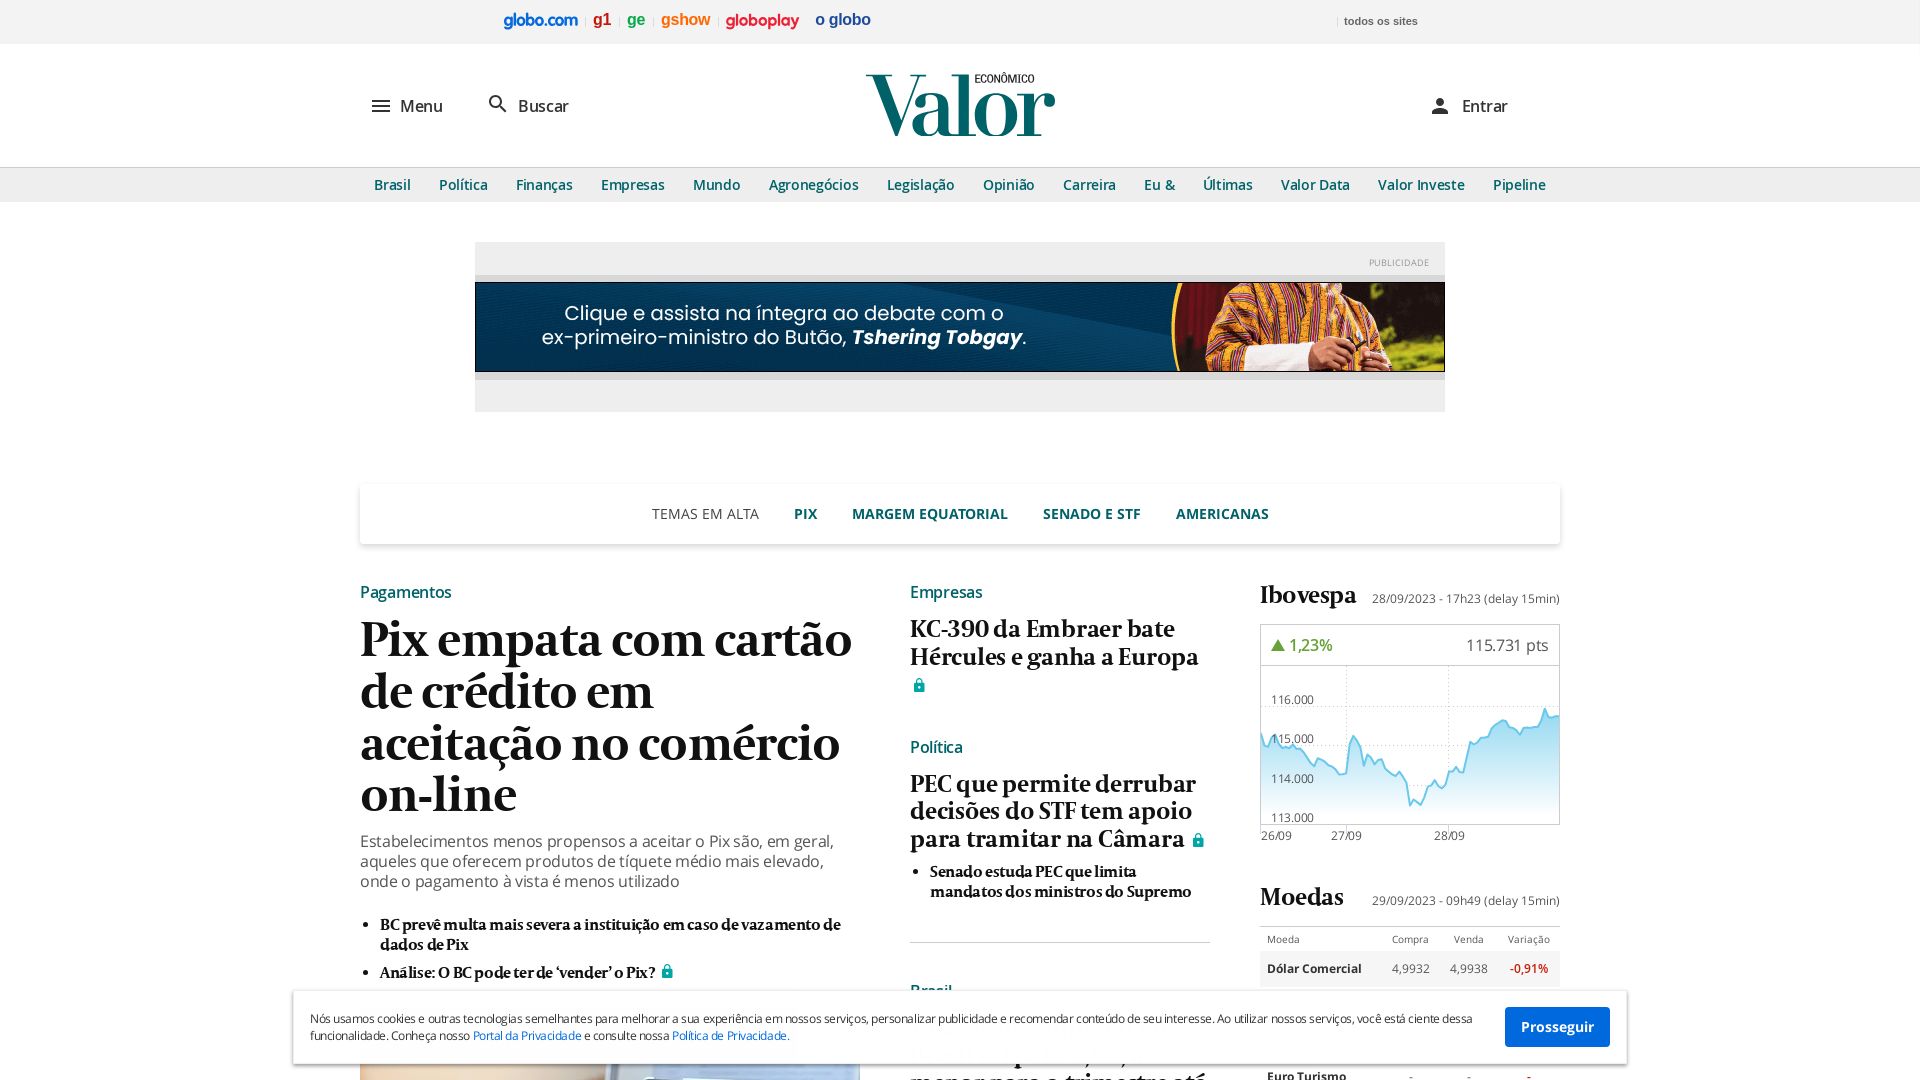 globo.com g1 ge gshow globoplay o globo todos os sites
Menu Buscar Valor ECONÔMICO Entrar
Brasil Política Finanças Empresas Mundo Agronegócios Legislação Opinião Carreira Eu & Últimas Valor Data Valor Investe Pipeline
PUBLICIDADE
Clique e assista na íntegra ao debate com o
ex-primeiro-ministro do Butão, Tshering Tobgay.
TEMAS EM ALTA PIX MARGEM EQUATORIAL SENADO E STF AMERICANAS
Pagamentos
Pix empata com cartão
de crédito em
aceitação no comércio
on-line
Estabelecimentos menos propensos a aceitar o Pix são, em geral,
aqueles que oferecem produtos de tíquete médio mais elevado,
onde o pagamento à vista é menos utilizado
BC prevê multa mais severa a instituição em caso de vazamento de
dados de Pix
Análise: O BC pode ter de ‘vender’ o Pix?
Empresas
KC-390 da Embraer bate
Hércules e ganha a Europa
Política
PEC que permite derrubar
decisões do STF tem apoio
para tramitar na Câmara
Senado estuda PEC que limita
mandatos dos ministros do Supremo
Brasil
Ibovespa 28/09/2023 - 17h23 (delay 15min)
1,23% 115.731 pts
116.000
115.000
114.000
113.000
26/09 27/09 28/09
Moedas 29/09/2023 - 09h49 (delay 15min)
Moeda Compra Venda Variação
Dólar Comercial 4,9932 4,9938 -0,91%
Euro Turismo - - -
Nós usamos cookies e outras tecnologias semelhantes para melhorar a sua experiência em nossos serviços, personalizar publicidade e recomendar conteúdo de seu interesse. Ao utilizar nossos serviços, você está ciente dessa
funcionalidade. Conheça nosso Portal da Privacidade e consulte nossa Política de Privacidade.
Prosseguir